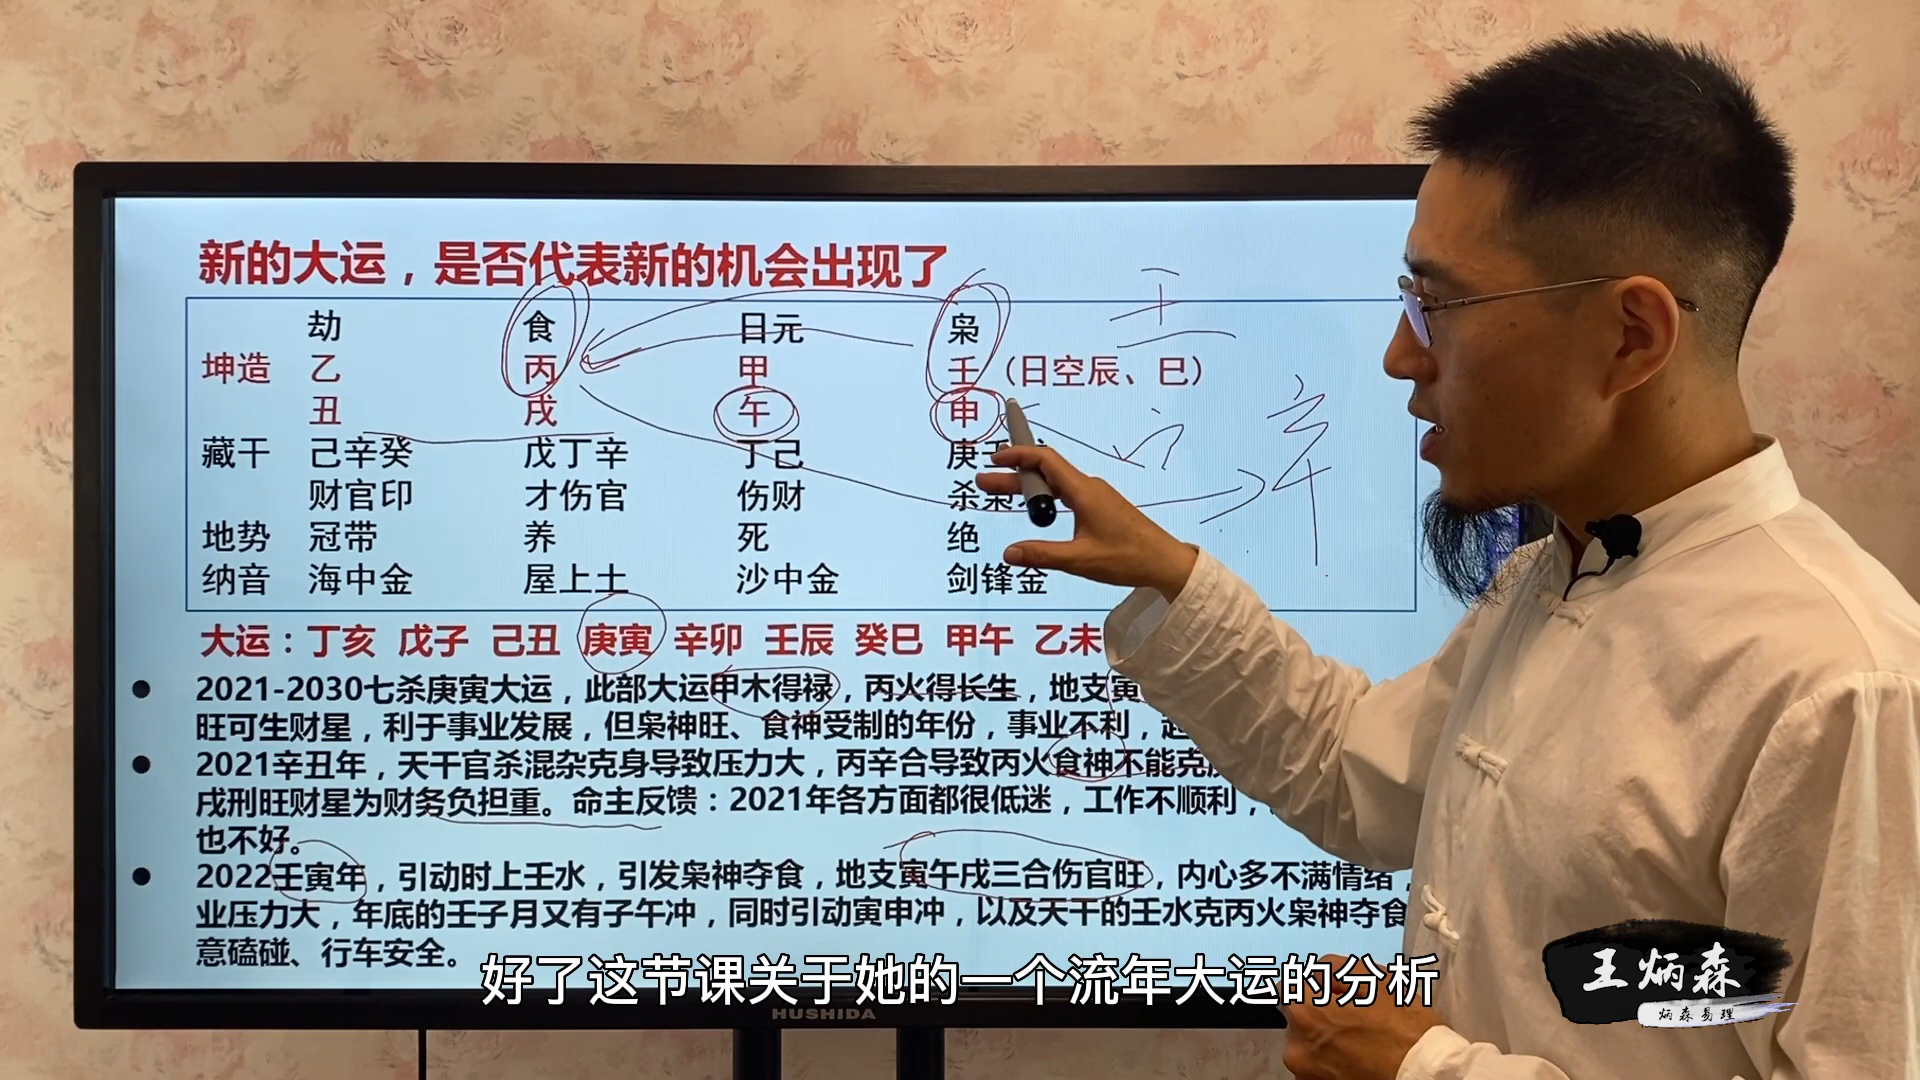 新的大运，是否代表新的机会出现了
劫 食 日元 枭
坤造 乙 丙 甲 壬（日空辰、巳）
丑 戌 午 申
藏干 己辛癸 戊丁辛 丁己 庚壬
财官印 才伤官 伤财 杀枭
地势 冠带 养 死 绝
纳音 海中金 屋上土 沙中金 剑锋金
壬
辛
大运：丁亥 戊子 己丑 庚寅 辛卯 壬辰 癸巳 甲午 乙未
2021-2030七杀庚寅大运，此部大运甲木得禄，丙火得长生，地支寅
旺可生财星，利于事业发展，但枭神旺、食神受制的年份，事业不利，
2021辛丑年，天干官杀混杂克身导致压力大，丙辛合导致丙火食神不能克
戌刑旺财星为财务负担重。命主反馈：2021年各方面都很低迷，工作不顺利，
也不好。
2022壬寅年，引动时上壬水，引发枭神夺食，地支寅午戌三合伤官旺，内心多不满情绪，
业压力大，年底的壬子月又有子午冲，同时引动寅申冲，以及天干的壬水克丙火枭神夺食
意磕碰、行车安全。
好了这节课关于她的一个流年大运的分析
HUSHIDA
王炳森
炳森易理